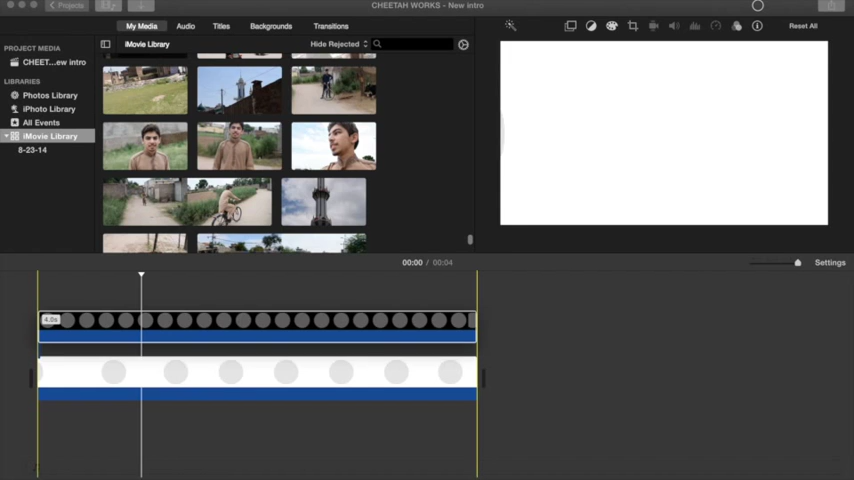 Projects
CHEETAH WORKS - New intro
My Media Audio Titles Backgrounds Transitions
Reset All
PROJECT MEDIA
CHEET...ew intro
LIBRARIES
Photos Library
iPhoto Library
All Events
iMovie Library
8-23-14
iMovie Library
Hide Rejected
00:00 / 00:04
Settings
4.0s